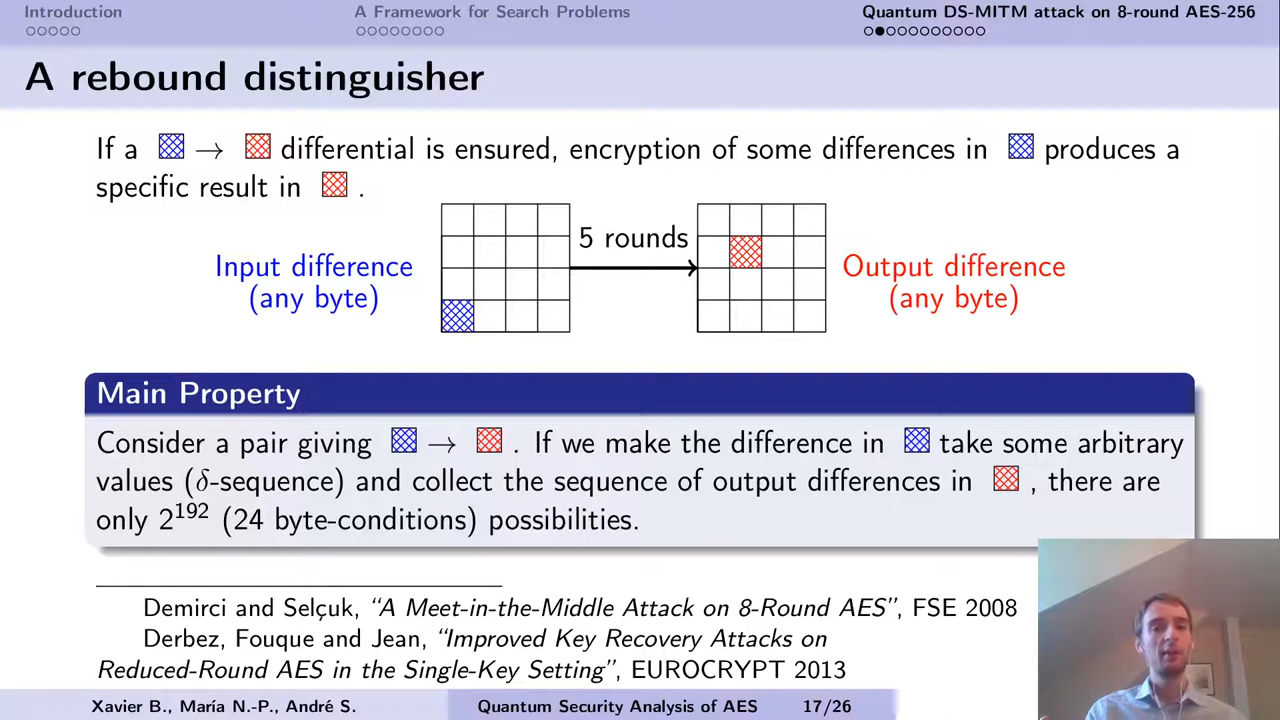 Introduction
A Framework for Search Problems
Quantum DS-MITM attack on 8-round AES-256
A rebound distinguisher
If a → differential is ensured, encryption of some differences in produces a
specific result in .
5 rounds
Input difference
(any byte)
Output difference
(any byte)
Main Property
Consider a pair giving → . If we make the difference in take some arbitrary
values (δ-sequence) and collect the sequence of output differences in , there are
only 2^192 (24 byte-conditions) possibilities.
Demirci and Selçuk, “A Meet-in-the-Middle Attack on 8-Round AES”, FSE 2008
Derbez, Fouque and Jean, “Improved Key Recovery Attacks on
Reduced-Round AES in the Single-Key Setting”, EUROCRYPT 2013
Xavier B., María N.-P., André S.
Quantum Security Analysis of AES
17/26